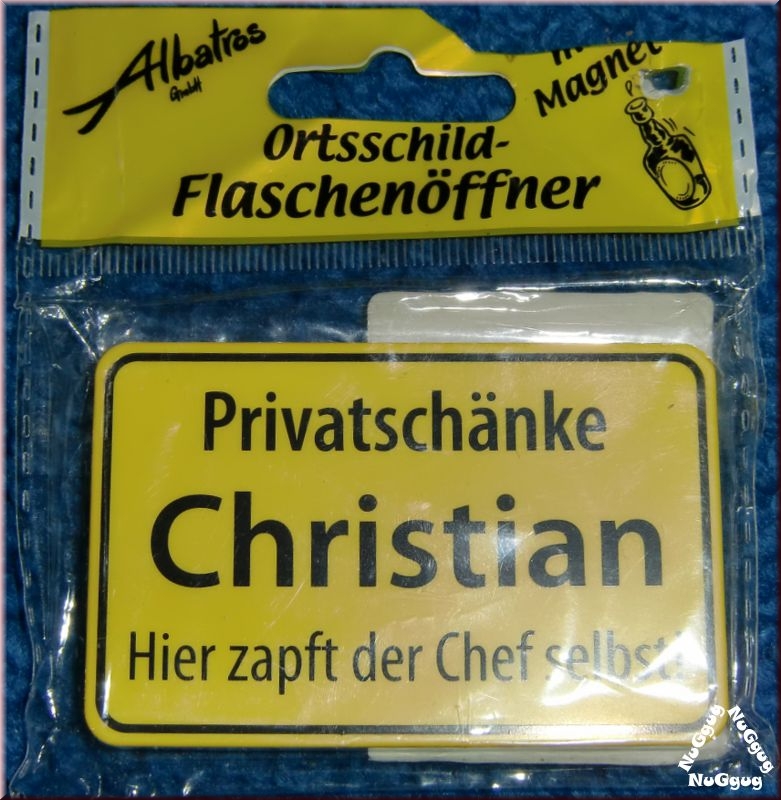 Albatros
GmbH
Magnet
Ortsschild-
Flaschenöffner
Privatschänke
Christian
Hier zapft der Chef selbst!
NuGgug
NuGgug
NuGgug